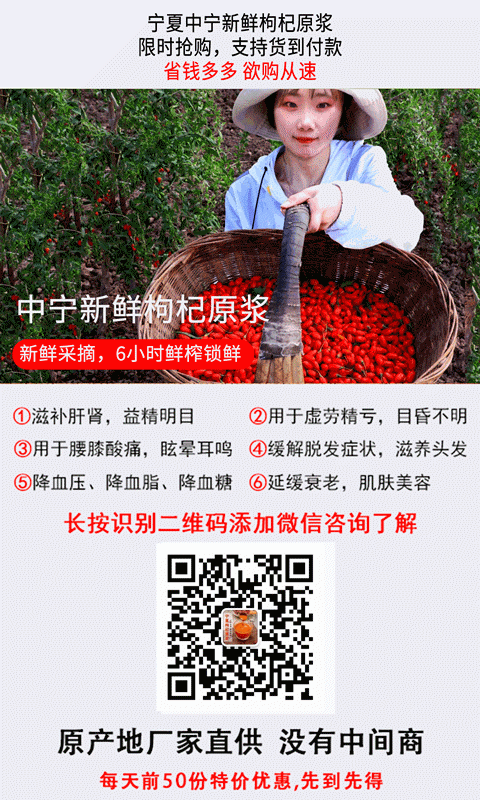 宁夏中宁新鲜枸杞原浆
限时抢购，支持货到付款
省钱多多 欲购从速
中宁新鲜枸杞原浆
新鲜采摘，6小时鲜榨锁鲜
①滋补肝肾，益精明目
②用于虚劳精亏，目昏不明
③用于腰膝酸痛，眩晕耳鸣
④缓解脱发症状，滋养头发
⑤降血压、降血脂、降血糖
⑥延缓衰老，肌肤美容
长按识别二维码添加微信咨询了解
原产地厂家直供 没有中间商
每天前50份特价优惠,先到先得